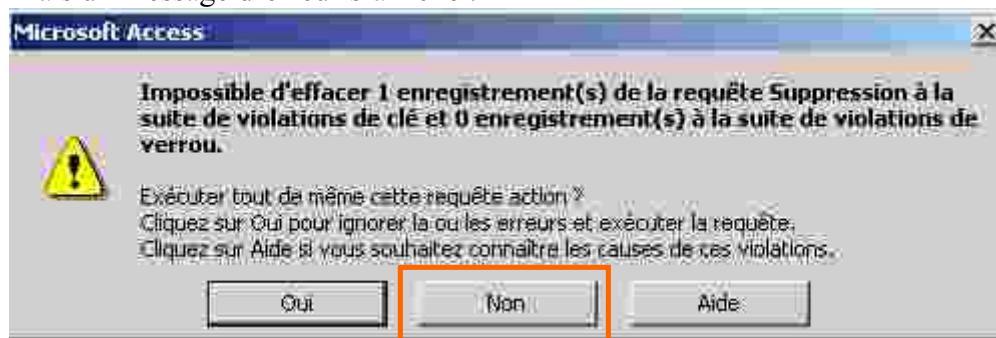 Microsoft Access
Impossible d'effacer 1 enregistrement(s) de la requête Suppression à la
suite de violations de clé et 0 enregistrement(s) à la suite de violations de
verrou.
Exécuter tout de même cette requête action ?
Cliquez sur Oui pour ignorer la ou les erreurs et exécuter la requête.
Cliquez sur Aide si vous souhaitez connaître les causes de ces violations.
Oui Non Aide